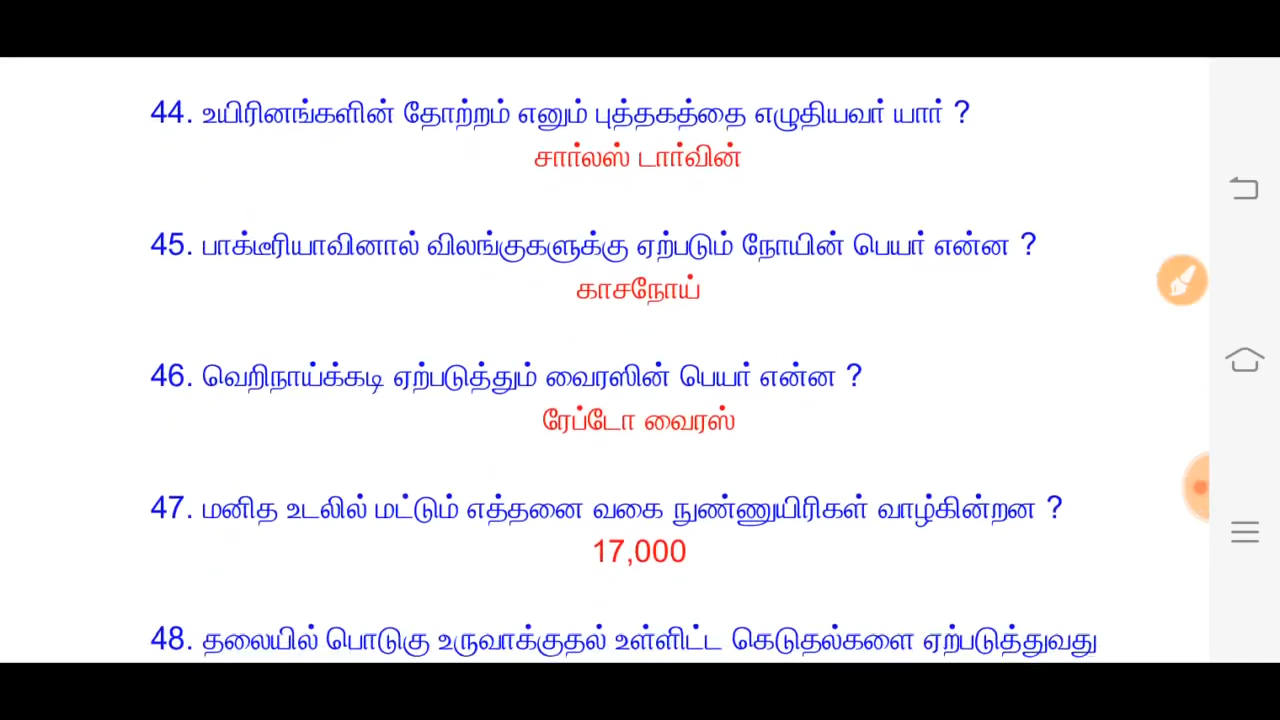 44. உயிரினங்களின் தோற்றம் எனும் புத்தகத்தை எழுதியவர் யார் ?
சார்லஸ் டார்வின்
45. பாக்டீரியாவினால் விலங்குகளுக்கு ஏற்படும் நோயின் பெயர் என்ன ?
காசநோய்
46. வெறிநாய்க்கடி ஏற்படுத்தும் வைரஸின் பெயர் என்ன ?
ரேப்டோ வைரஸ்
47. மனித உடலில் மட்டும் எத்தனை வகை நுண்ணுயிரிகள் வாழ்கின்றன ?
17,000
48. தலையில் பொடுகு உருவாக்குதல் உள்ளிட்ட கெடுதல்களை ஏற்படுத்துவது